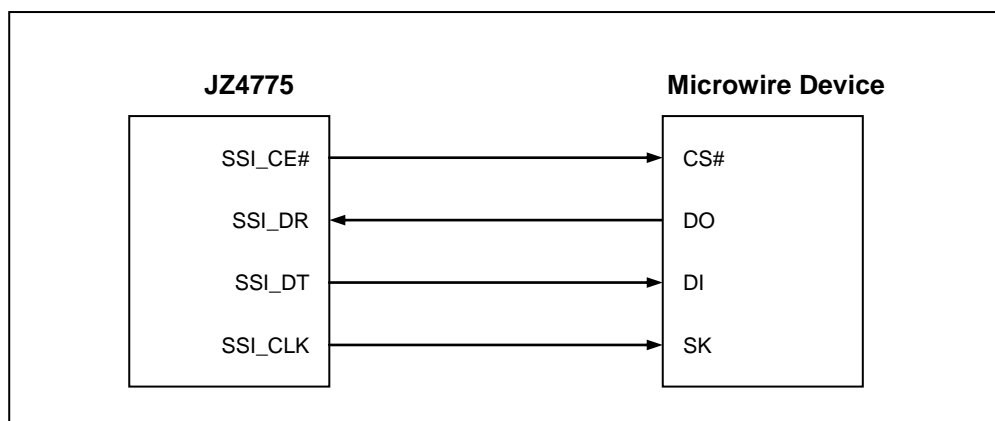 JZ4775 Microwire Device
SSI_CE# CS#
SSI_DR DO
SSI_DT DI
SSI_CLK SK